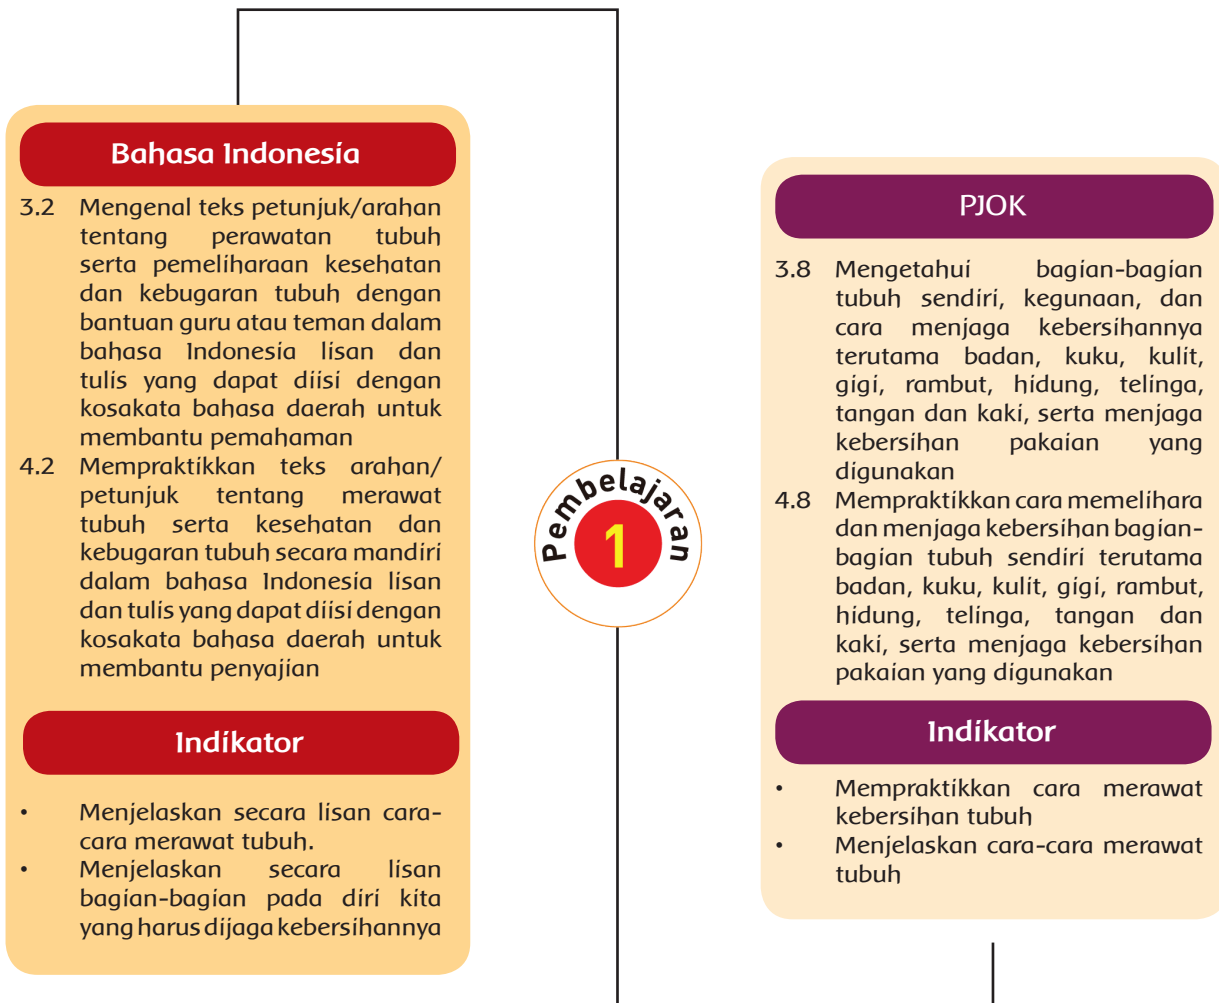 Bahasa Indonesia
3.2 Mengenal teks petunjuk/arahan
tentang perawatan tubuh
serta pemeliharaan kesehatan
dan kebugaran tubuh dengan
bantuan guru atau teman dalam
bahasa Indonesia lisan dan
tulis yang dapat diisi dengan
kosakata bahasa daerah untuk
membantu pemahaman
4.2 Mempraktikkan teks arahan/
petunjuk tentang merawat
tubuh serta kesehatan dan
kebugaran tubuh secara mandiri
dalam bahasa Indonesia lisan
dan tulis yang dapat diisi dengan
kosakata bahasa daerah untuk
membantu penyajian
Indikator
• Menjelaskan secara lisan cara-
cara merawat tubuh.
• Menjelaskan secara lisan
bagian-bagian pada diri kita
yang harus dijaga kebersihannya
Pembelajaran
1
PJOK
3.8 Mengetahui bagian-bagian
tubuh sendiri, kegunaan, dan
cara menjaga kebersihannya
terutama badan, kuku, kulit,
gigi, rambut, hidung, telinga,
tangan dan kaki, serta menjaga
kebersihan pakaian yang
digunakan
4.8 Mempraktikkan cara memelihara
dan menjaga kebersihan bagian-
bagian tubuh sendiri terutama
badan, kuku, kulit, gigi, rambut,
hidung, telinga, tangan dan
kaki, serta menjaga kebersihan
pakaian yang digunakan
Indikator
• Mempraktikkan cara merawat
kebersihan tubuh
• Menjelaskan cara-cara merawat
tubuh